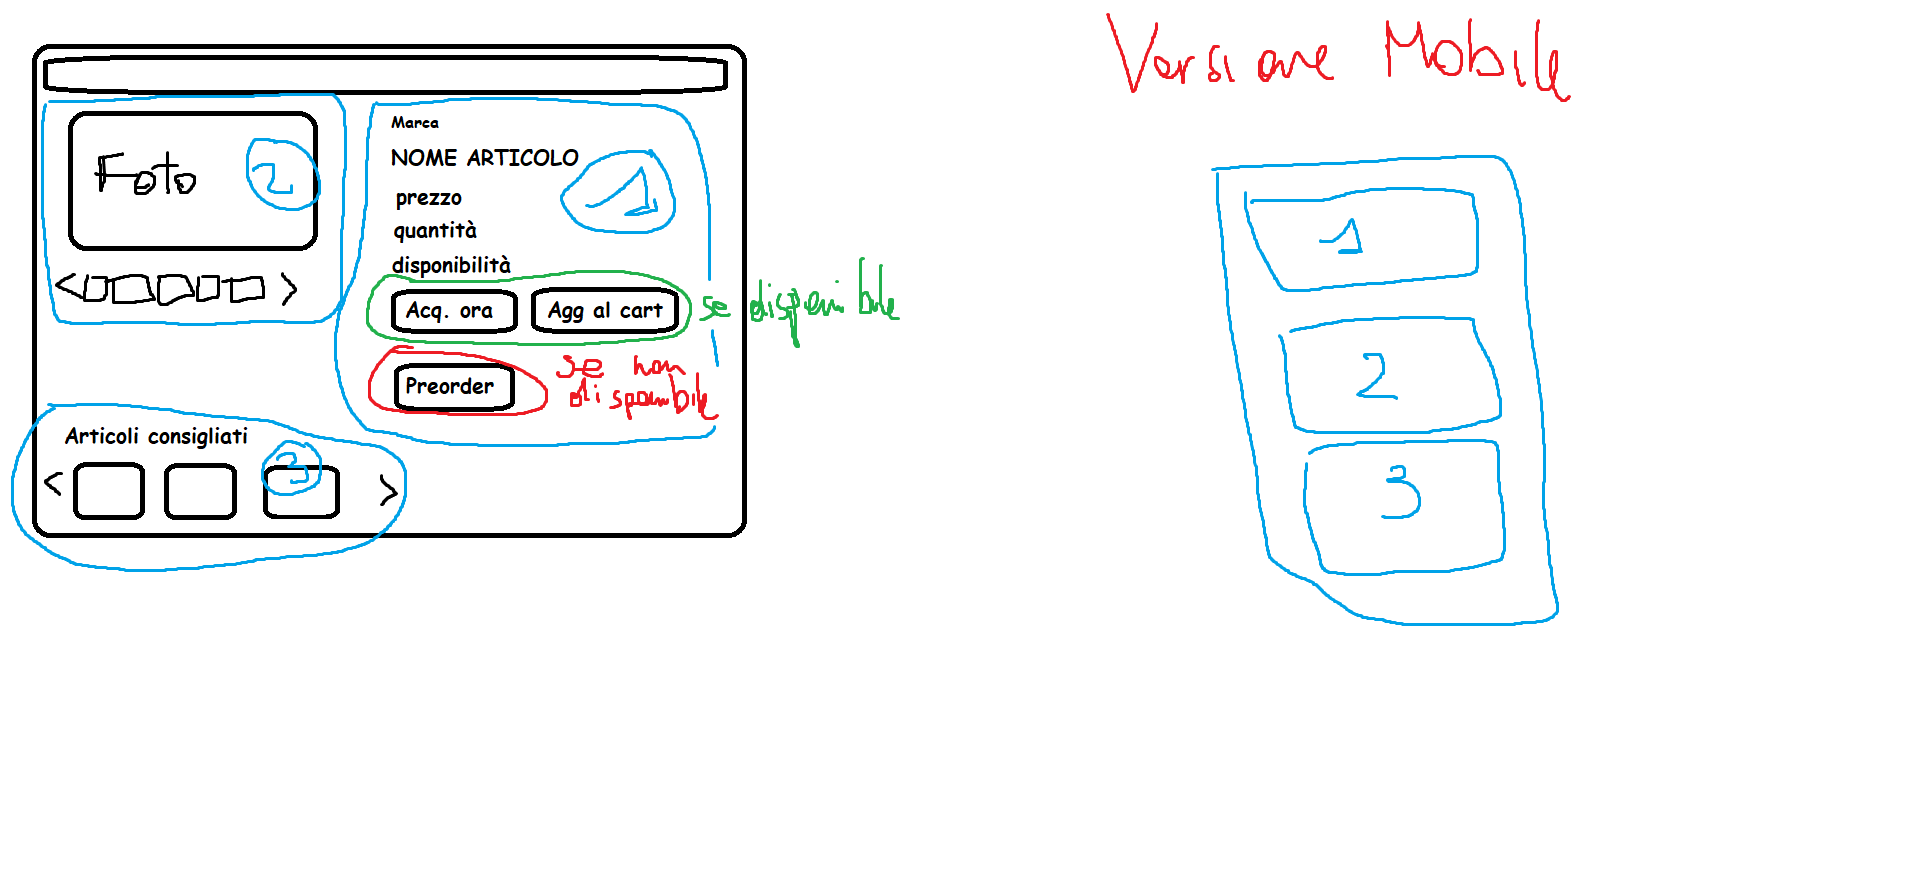 Versione Mobile
Foto
2
<
>
Marca
NOME ARTICOLO
1
prezzo
quantità
disponibilità
Acq. ora
Agg al cart
se disponibile
Preorder
se non
disponibile
Articoli consigliati
3
<
>
1
2
3